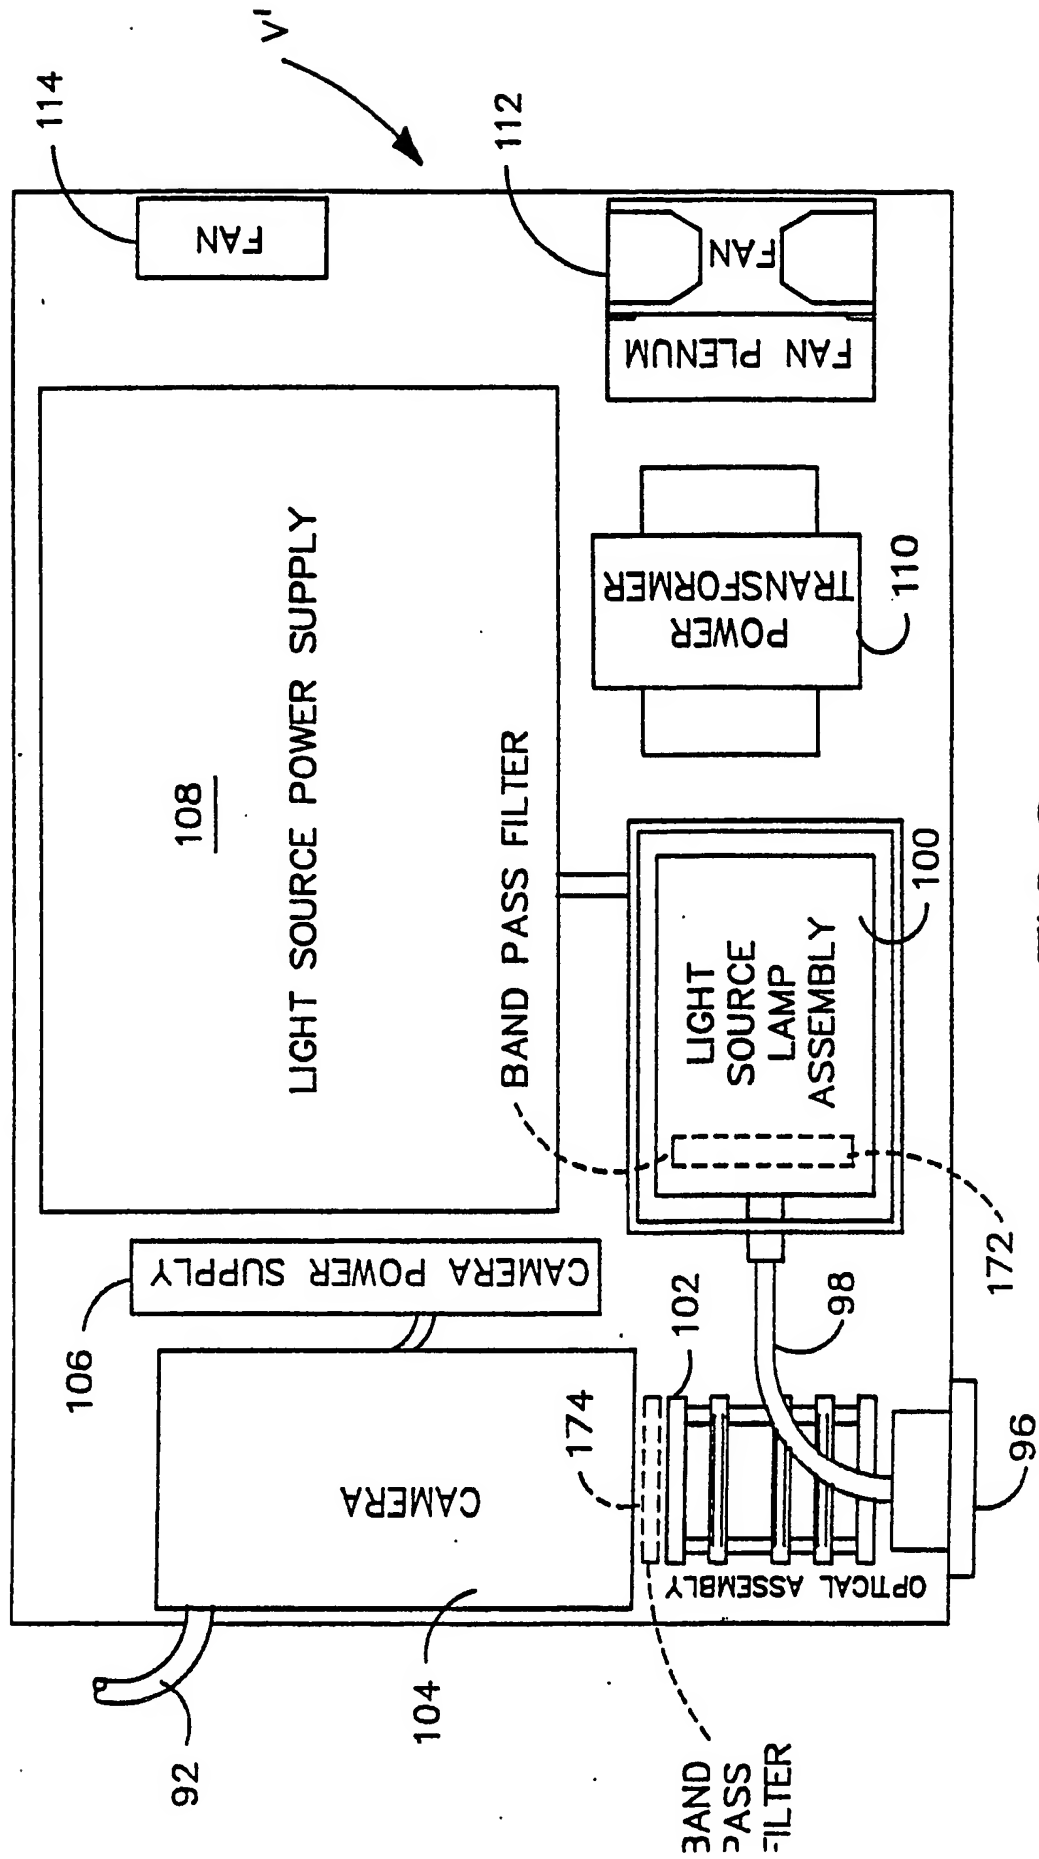 V'
114
FAN
112
FAN
FAN PLENUM
108
LIGHT SOURCE POWER SUPPLY
BAND PASS FILTER
POWER
TRANSFORMER
110
LIGHT
SOURCE
LAMP
ASSEMBLY
100
172
106
CAMERA POWER SUPPLY
102
98
174
CAMERA
104
92
OPTICAL ASSEMBLY
96
BAND
PASS
FILTER